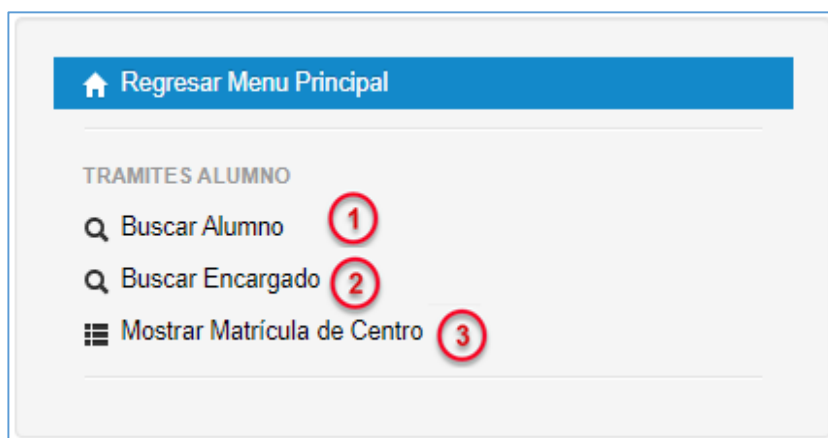 Regresar Menu Principal
TRAMITES ALUMNO
Buscar Alumno 1
Buscar Encargado 2
Mostrar Matrícula de Centro 3